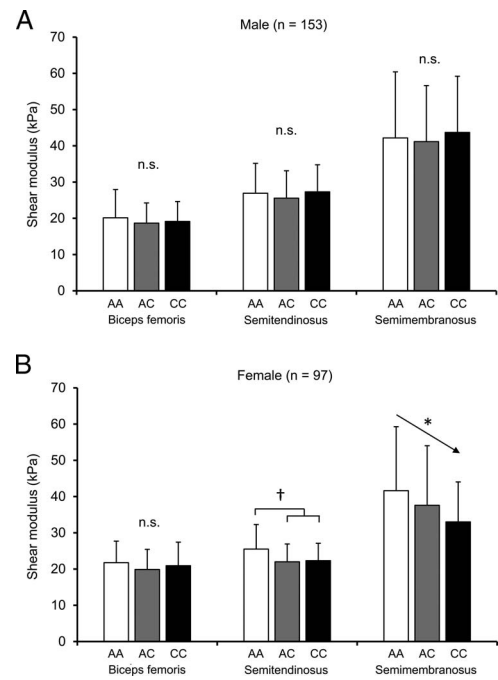 A
Male (n = 153)
Shear modulus (kPa)
70
60
50
40
30
20
10
0
n.s.
n.s.
n.s.
AA AC CC AA AC CC AA AC CC
Biceps femoris Semitendinosus Semimembranosus
B
Female (n = 97)
Shear modulus (kPa)
70
60
50
40
30
20
10
0
n.s.
†
*
AA AC CC AA AC CC AA AC CC
Biceps femoris Semitendinosus Semimembranosus